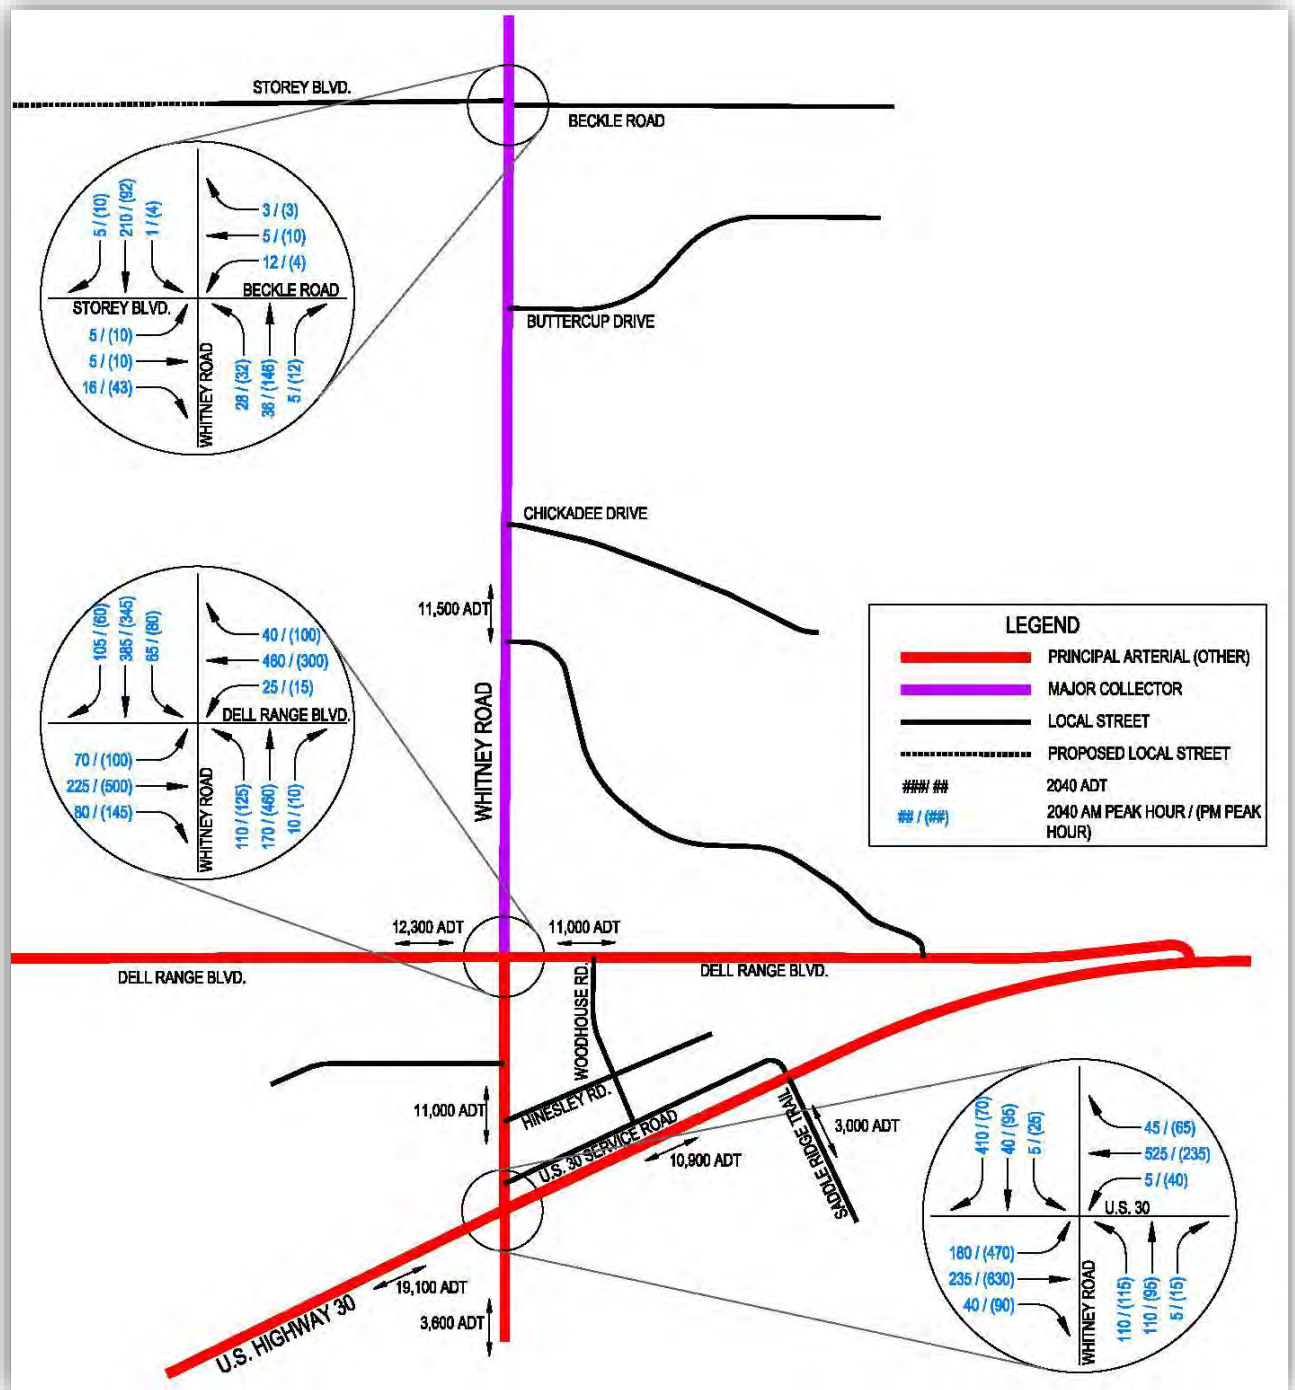 STOREY BLVD.
BECKLE ROAD
5 / (10)
210 / (92)
1 / (4)
3 / (3)
5 / (10)
12 / (4)
BECKLE ROAD
STOREY BLVD.
5 / (10)
5 / (10)
16 / (43)
WHITNEY ROAD
28 / (32)
36 / (146)
5 / (12)
BUTTERCUP DRIVE
CHICKADEE DRIVE
11,500 ADT
WHITNEY ROAD
LEGEND
PRINCIPAL ARTERIAL (OTHER)
MAJOR COLLECTOR
LOCAL STREET
PROPOSED LOCAL STREET
###/ ## 2040 ADT
## / (##) 2040 AM PEAK HOUR / (PM PEAK
HOUR)
105 / (60)
385 / (345)
65 / (80)
40 / (100)
460 / (300)
25 / (15)
DELL RANGE BLVD.
70 / (100)
225 / (500)
80 / (145)
WHITNEY ROAD
110 / (125)
170 / (460)
10 / (10)
12,300 ADT
11,000 ADT
DELL RANGE BLVD.
DELL RANGE BLVD.
WOODHOUSE RD.
HINESLEY RD.
11,000 ADT
U.S. 30 SERVICE ROAD
10,900 ADT
SADDLE RIDGE TRAIL
3,000 ADT
19,100 ADT
U.S. HIGHWAY 30
3,600 ADT
410 / (70)
40 / (95)
5 / (25)
45 / (65)
525 / (235)
5 / (40)
U.S. 30
180 / (470)
235 / (630)
40 / (90)
WHITNEY ROAD
110 / (115)
110 / (95)
5 / (15)